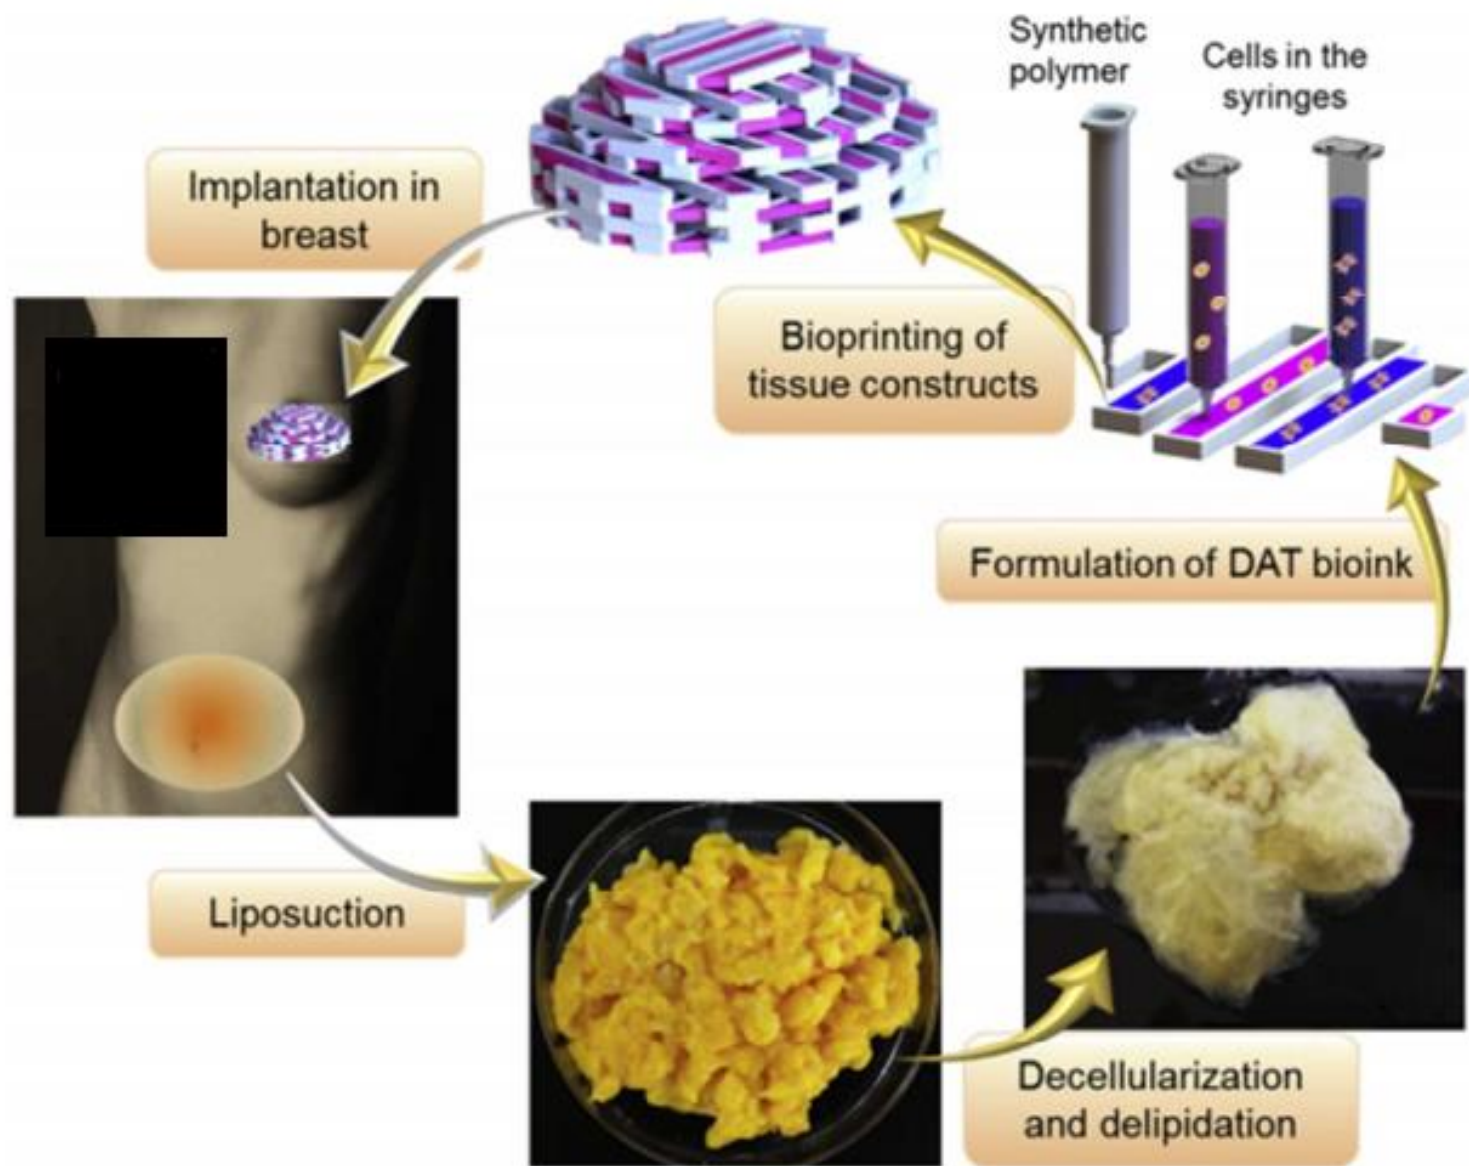 Synthetic
polymer
Cells in the
syringes
Implantation in
breast
Bioprinting of
tissue constructs
Formulation of DAT bioink
Liposuction
Decellularization
and delipidation